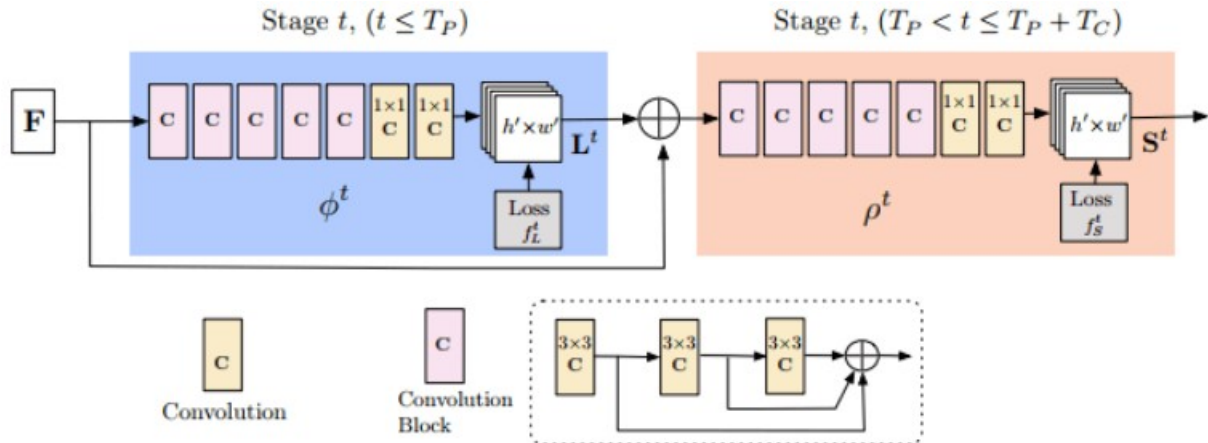 Stage t, (t ≤ T_P)
Stage t, (T_P < t ≤ T_P + T_C)
F
C C C C C 1×1 C 1×1 C
h′×w′
L^t
Loss
f_L^t
ϕ^t
C C C C C 1×1 C 1×1 C
h′×w′
S^t
Loss
f_S^t
ρ^t
C
Convolution
C
Convolution
Block
3×3 C 3×3 C 3×3 C